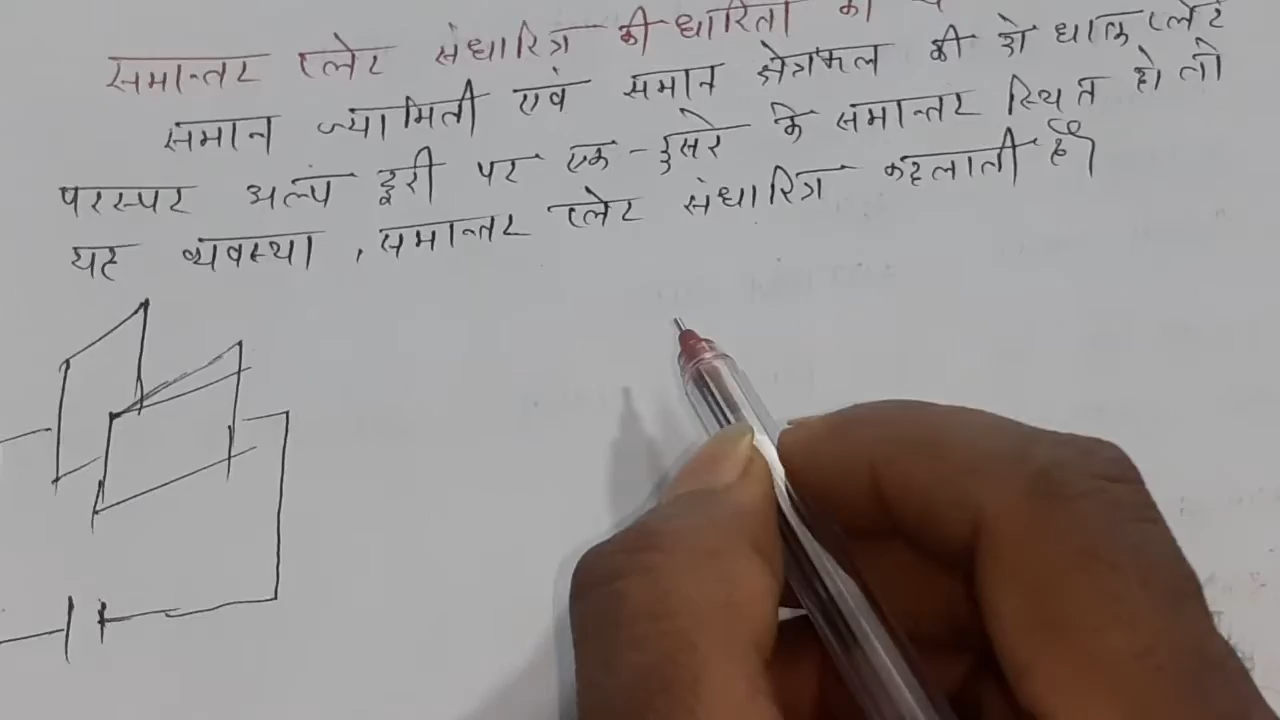 समान्तर प्लेट संधारित्र की धारिता का
समान ज्यामिती एवं समान क्षेत्रफल की दो धातु प्लेट
परस्पर अल्प दूरी पर एक-दुसरे के समान्तर स्थित हो तो
यह व्यवस्था, समान्तर प्लेट संधारित्र कहलाती है।